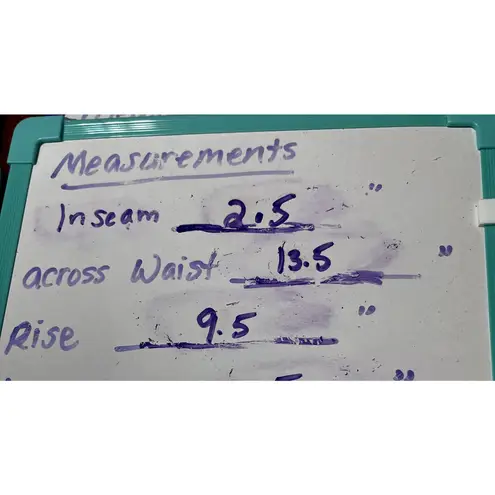 Measurements
Inseam 2.5 "
across Waist 13.5 "
Rise 9.5 "
"